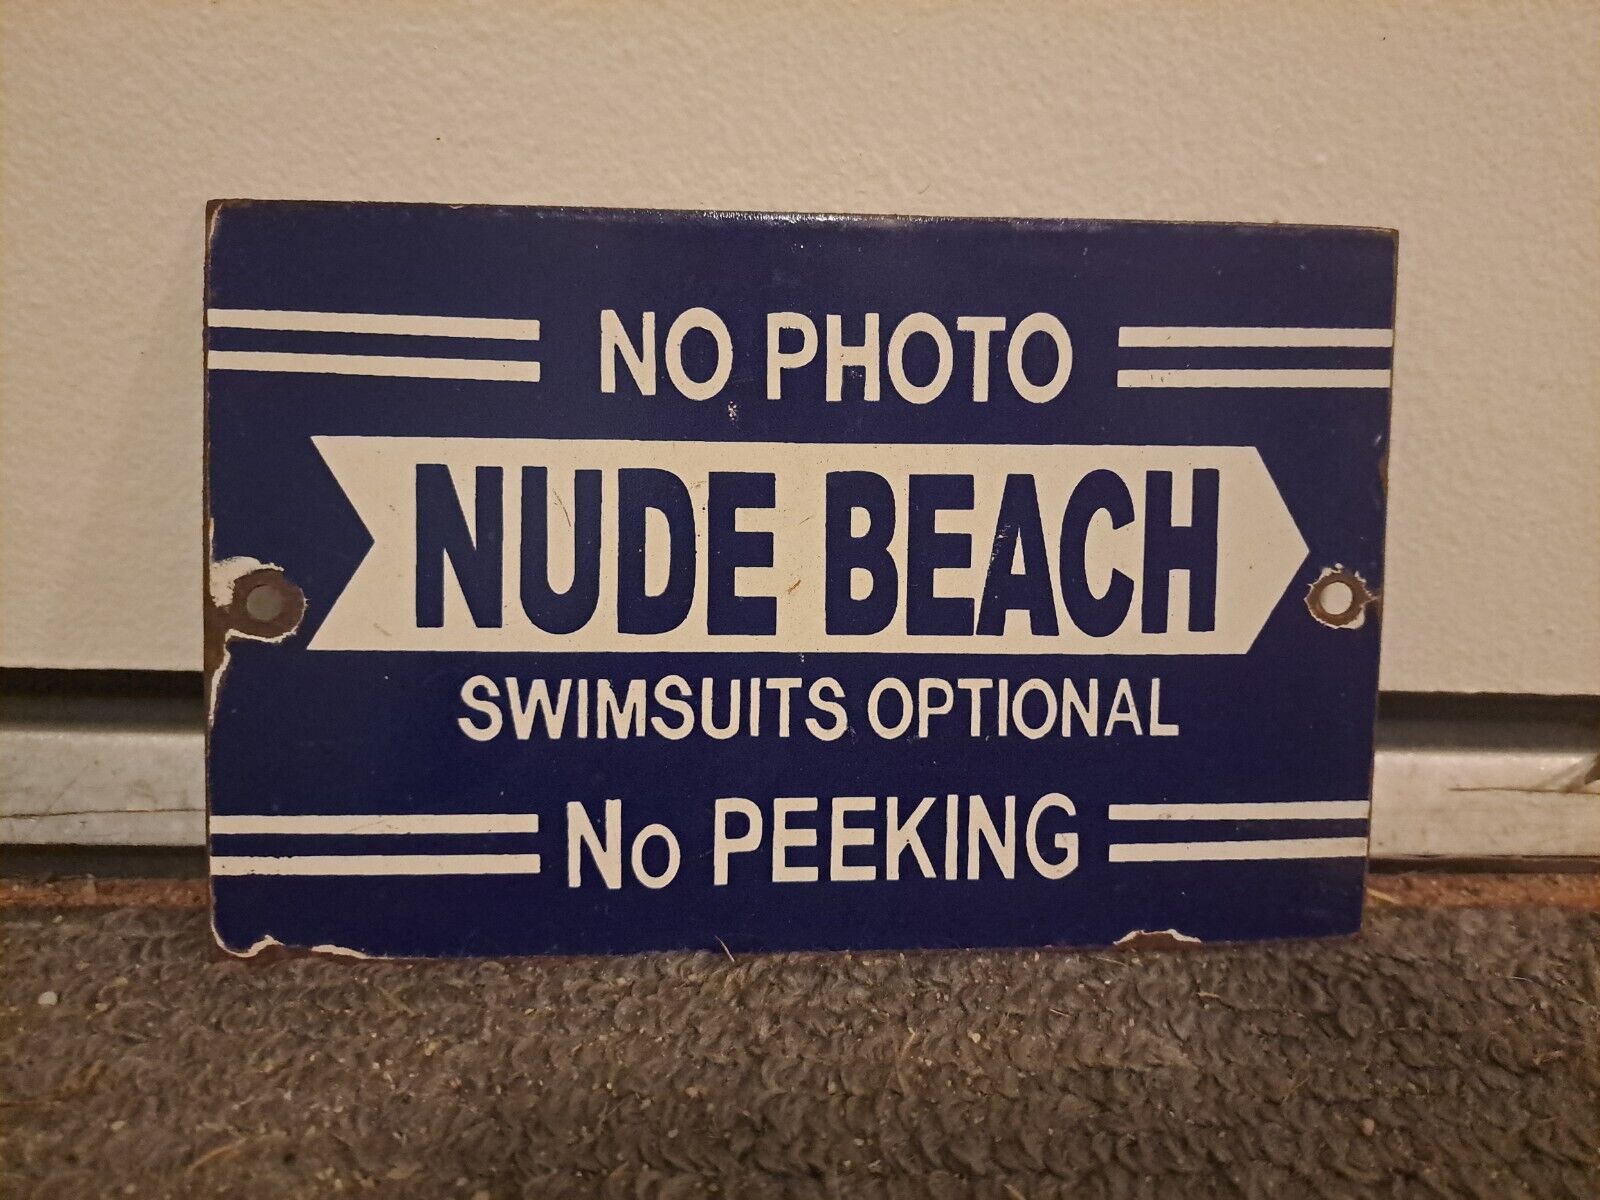 NO PHOTO
NUDE BEACH
SWIMSUITS OPTIONAL
No PEEKING